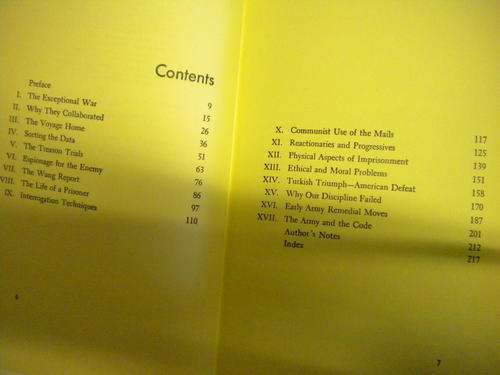 Contents
Preface 9
I. The Exceptional War 15
II. Why They Collaborated 26
III. The Voyage Home 36
IV. Sorting the Data 51
V. The Treason Trials 63
VI. Espionage for the Enemy 76
VII. The Wang Report 86
VIII. The Life of a Prisoner 97
IX. Interrogation Techniques 110
6
X. Communist Use of the Mails 117
XI. Reactionaries and Progressives 125
XII. Physical Aspects of Imprisonment 139
XIII. Ethical and Moral Problems 151
XIV. Turkish Triumph—American Defeat 158
XV. Why Our Discipline Failed 170
XVI. Early Army Remedial Moves 187
XVII. The Army and the Code 201
Author's Notes 212
Index 217
7